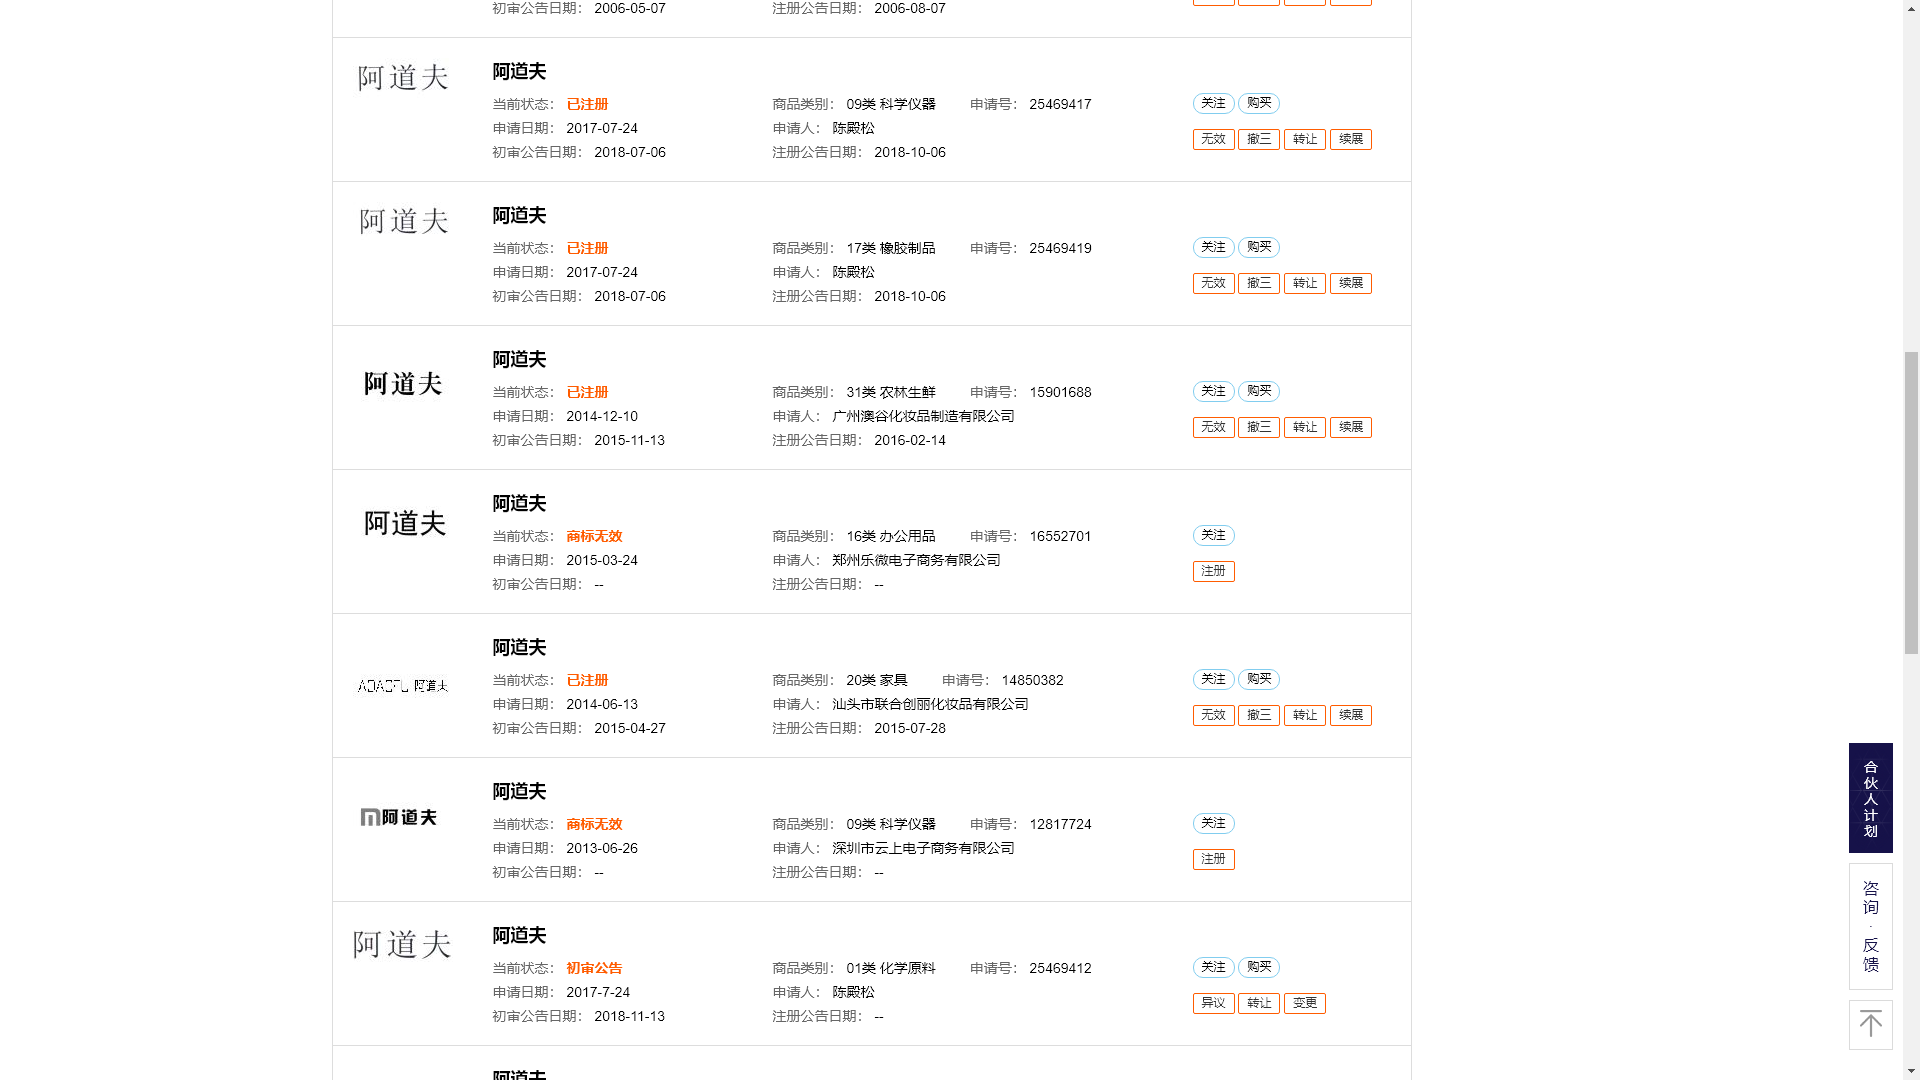 初审公告日期： 2006-05-07 注册公告日期： 2006-08-07
阿道夫
阿道夫
当前状态： 已注册 商品类别： 09类 科学仪器 申请号： 25469417 关注 购买
申请日期： 2017-07-24 申请人： 陈殿松 无效 撤三 转让 续展
初审公告日期： 2018-07-06 注册公告日期： 2018-10-06
阿道夫
阿道夫
当前状态： 已注册 商品类别： 17类 橡胶制品 申请号： 25469419 关注 购买
申请日期： 2017-07-24 申请人： 陈殿松 无效 撤三 转让 续展
初审公告日期： 2018-07-06 注册公告日期： 2018-10-06
阿道夫
阿道夫
当前状态： 已注册 商品类别： 31类 农林生鲜 申请号： 15901688 关注 购买
申请日期： 2014-12-10 申请人： 广州澳谷化妆品制造有限公司 无效 撤三 转让 续展
初审公告日期： 2015-11-13 注册公告日期： 2016-02-14
阿道夫
阿道夫
当前状态： 商标无效 商品类别： 16类 办公用品 申请号： 16552701 关注
申请日期： 2015-03-24 申请人： 郑州乐微电子商务有限公司 注册
初审公告日期： -- 注册公告日期： --
阿道夫
ADAOFU 阿道夫
当前状态： 已注册 商品类别： 20类 家具 申请号： 14850382 关注 购买
申请日期： 2014-06-13 申请人： 汕头市联合创丽化妆品有限公司 无效 撤三 转让 续展
初审公告日期： 2015-04-27 注册公告日期： 2015-07-28
阿道夫
阿道夫
当前状态： 商标无效 商品类别： 09类 科学仪器 申请号： 12817724 关注
申请日期： 2013-06-26 申请人： 深圳市云上电子商务有限公司 注册
初审公告日期： -- 注册公告日期： --
阿道夫
阿道夫
当前状态： 初审公告 商品类别： 01类 化学原料 申请号： 25469412 关注 购买
申请日期： 2017-7-24 申请人： 陈殿松 异议 转让 变更
初审公告日期： 2018-11-13 注册公告日期： --
阿道夫
合伙人计划
咨询·反馈